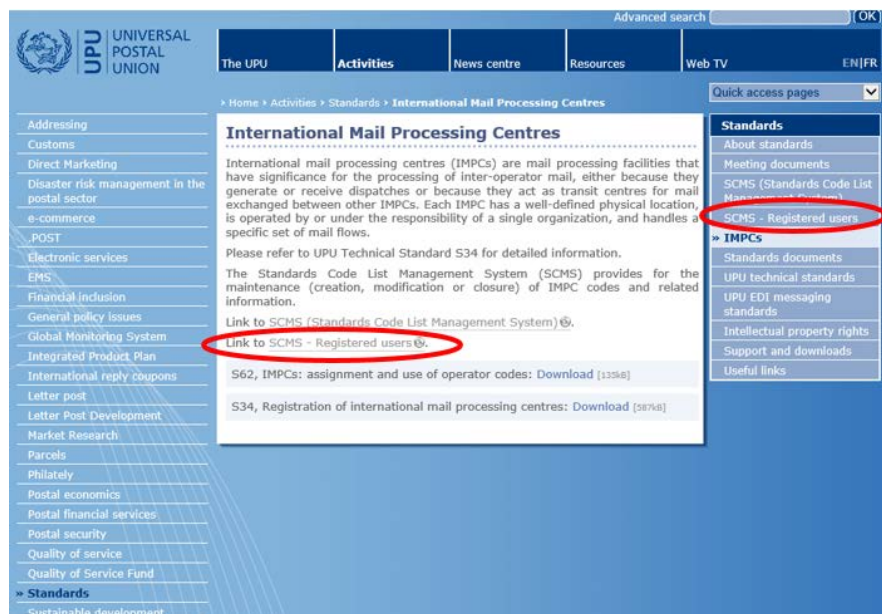 Advanced search OK
UPU
UNIVERSAL
POSTAL
UNION
The UPU Activities News centre Resources Web TV EN|FR
Quick access pages
Home Activities Standards International Mail Processing Centres
Addressing
Customs
Direct Marketing
Disaster risk management in the
postal sector
e-commerce
.POST
Electronic services
EMS
Financial inclusion
General policy issues
Global Monitoring System
Integrated Product Plan
International reply coupons
Letter post
Letter Post Development
Market Research
Parcels
Philately
Postal economics
Postal financial services
Postal security
Quality of service
Quality of Service Fund
» Standards
Sustainable development
International Mail Processing Centres
International mail processing centres (IMPCs) are mail processing facilities that
have significance for the processing of inter-operator mail, either because they
generate or receive dispatches or because they act as transit centres for mail
exchanged between other IMPCs. Each IMPC has a well-defined physical location,
is operated by or under the responsibility of a single organization, and handles a
specific set of mail flows.
Please refer to UPU Technical Standard S34 for detailed information.
The Standards Code List Management System (SCMS) provides for the
maintenance (creation, modification or closure) of IMPC codes and related
information.
Link to SCMS (Standards Code List Management System).
Link to SCMS - Registered users.
S62, IMPCs: assignment and use of operator codes: Download [135kB]
S34, Registration of international mail processing centres: Download [587kB]
Standards
About standards
Meeting documents
SCMS (Standards Code List
Management System)
SCMS - Registered users
» IMPCs
Standards documents
UPU technical standards
UPU EDI messaging
standards
Intellectual property rights
Support and downloads
Useful links